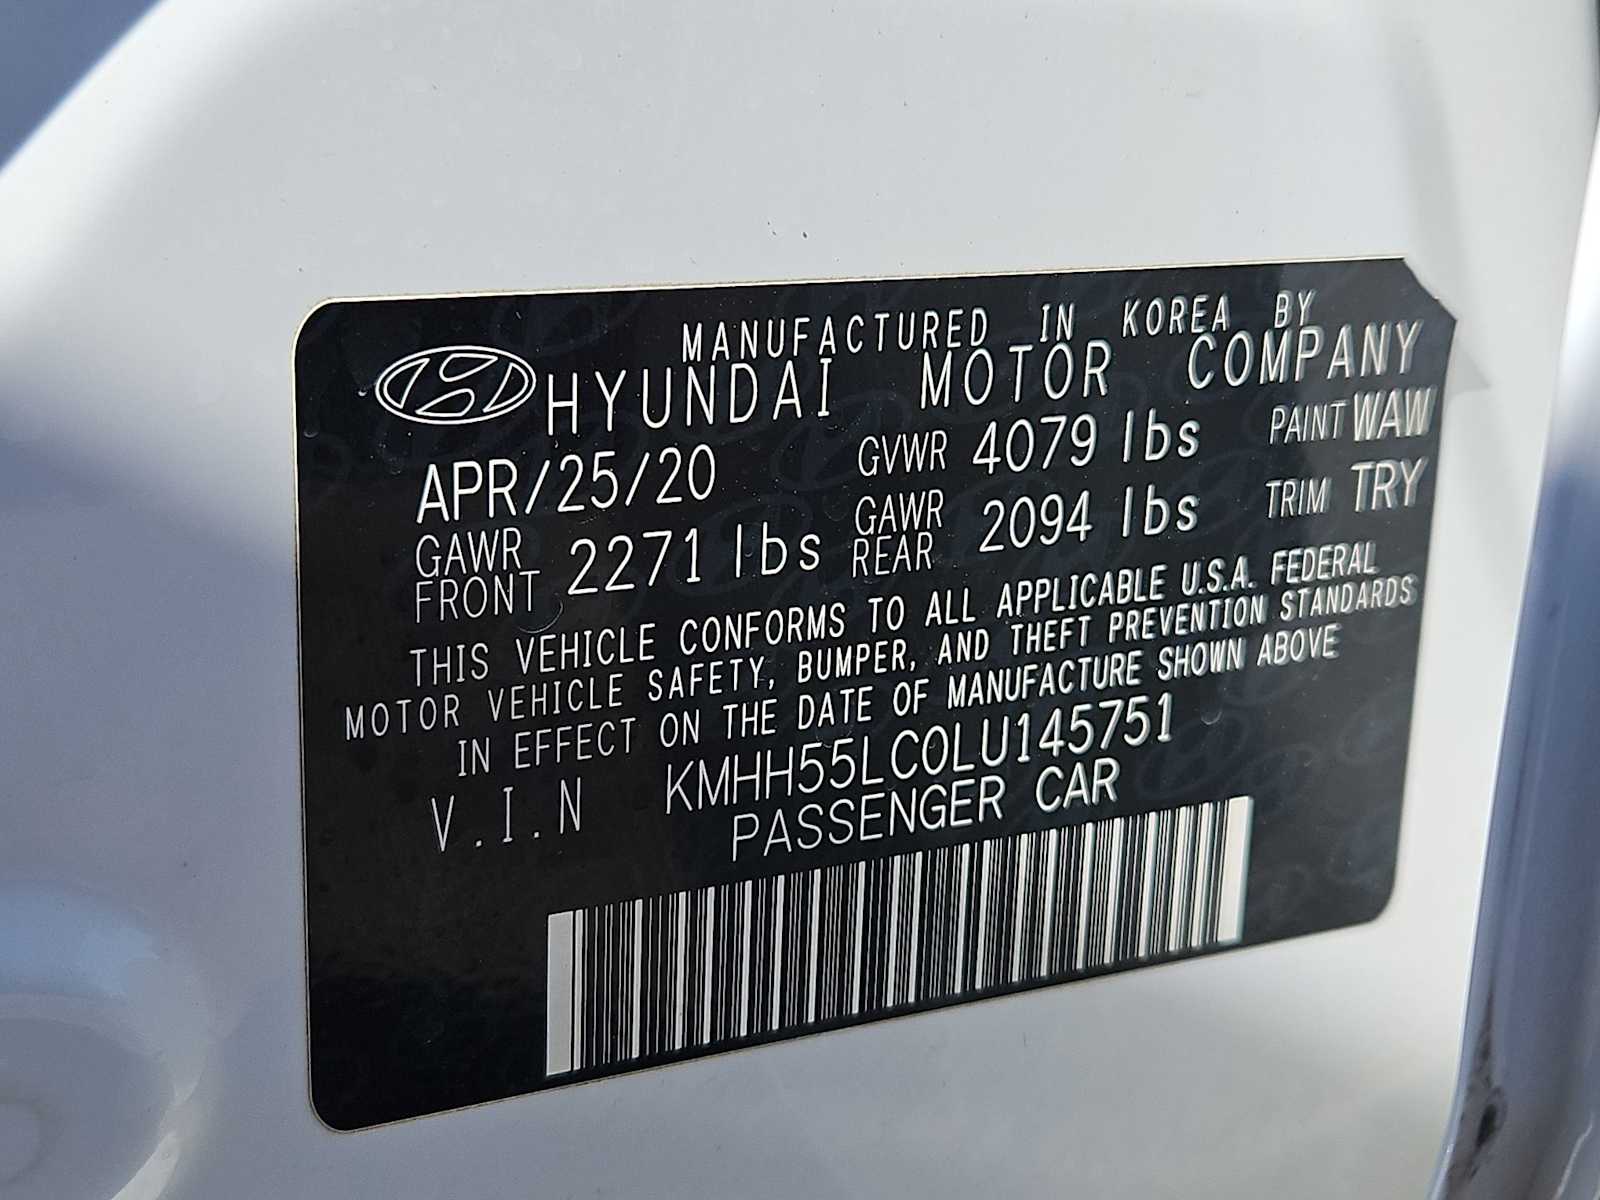 MANUFACTURED IN KOREA BY
HYUNDAI MOTOR COMPANY
APR/25/20 GVWR 4079 lbs PAINT WAW
GAWR FRONT 2271 lbs GAWR REAR 2094 lbs TRIM TRY
THIS VEHICLE CONFORMS TO ALL APPLICABLE U.S.A. FEDERAL
MOTOR VEHICLE SAFETY, BUMPER, AND THEFT PREVENTION STANDARDS
IN EFFECT ON THE DATE OF MANUFACTURE SHOWN ABOVE
V.I.N KMHH55LC0LU145751
PASSENGER CAR